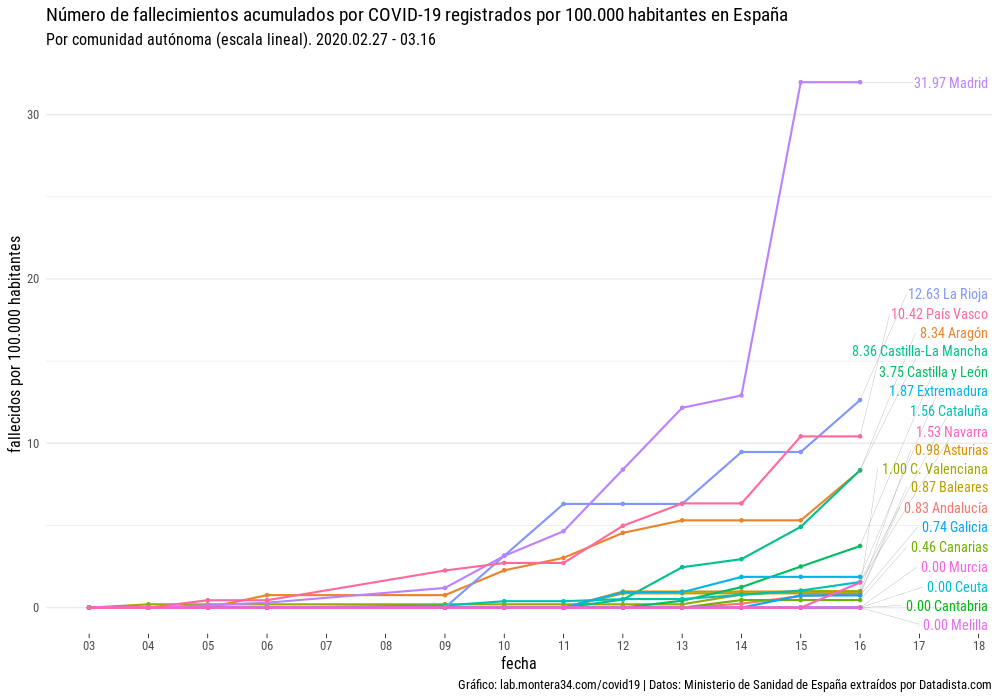 Número de fallecimientos acumulados por COVID-19 registrados por 100.000 habitantes en España
Por comunidad autónoma (escala lineal). 2020.02.27 - 03.16
fallecidos por 100.000 habitantes
30
20
10
0
31.97 Madrid
12.63 La Rioja
10.42 País Vasco
8.34 Aragón
8.36 Castilla-La Mancha
3.75 Castilla y León
1.87 Extremadura
1.56 Cataluña
1.53 Navarra
0.98 Asturias
1.00 C. Valenciana
0.87 Baleares
0.83 Andalucía
0.74 Galicia
0.46 Canarias
0.00 Murcia
0.00 Ceuta
0.00 Cantabria
0.00 Melilla
03 04 05 06 07 08 09 10 11 12 13 14 15 16 17 18
fecha
Gráfico: lab.montera34.com/covid19 | Datos: Ministerio de Sanidad de España extraídos por Datadista.com